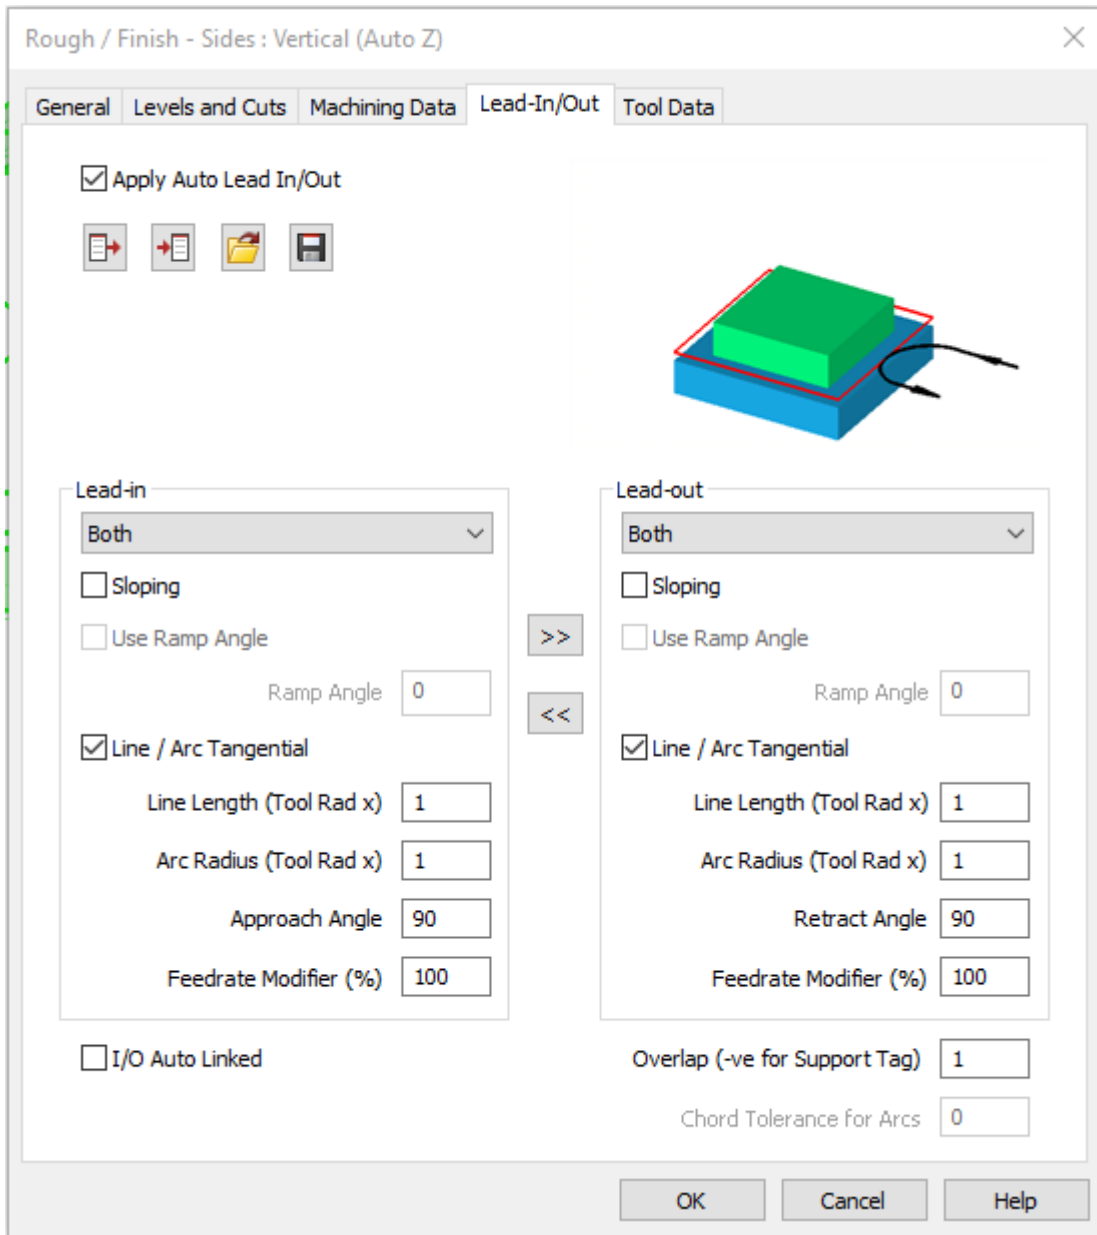 Rough / Finish - Sides : Vertical (Auto Z)
General Levels and Cuts Machining Data Lead-In/Out Tool Data
Apply Auto Lead In/Out
Lead-in
Both
Sloping
Use Ramp Angle
Ramp Angle 0
Line / Arc Tangential
Line Length (Tool Rad x) 1
Arc Radius (Tool Rad x) 1
Approach Angle 90
Feedrate Modifier (%) 100
I/O Auto Linked
>>
<<
Lead-out
Both
Sloping
Use Ramp Angle
Ramp Angle 0
Line / Arc Tangential
Line Length (Tool Rad x) 1
Arc Radius (Tool Rad x) 1
Retract Angle 90
Feedrate Modifier (%) 100
Overlap (-ve for Support Tag) 1
Chord Tolerance for Arcs 0
OK Cancel Help